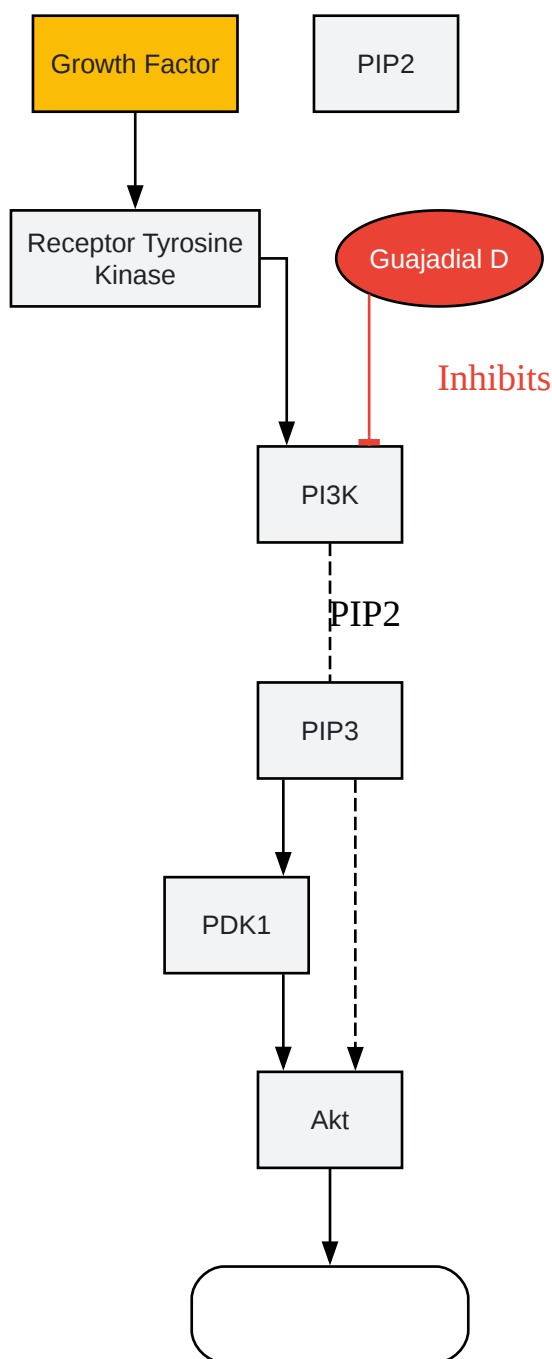 Growth Factor
PIP2
Receptor Tyrosine
Kinase
Guajadial D
Inhibits
PI3K
PIP2
PIP3
PDK1
Akt